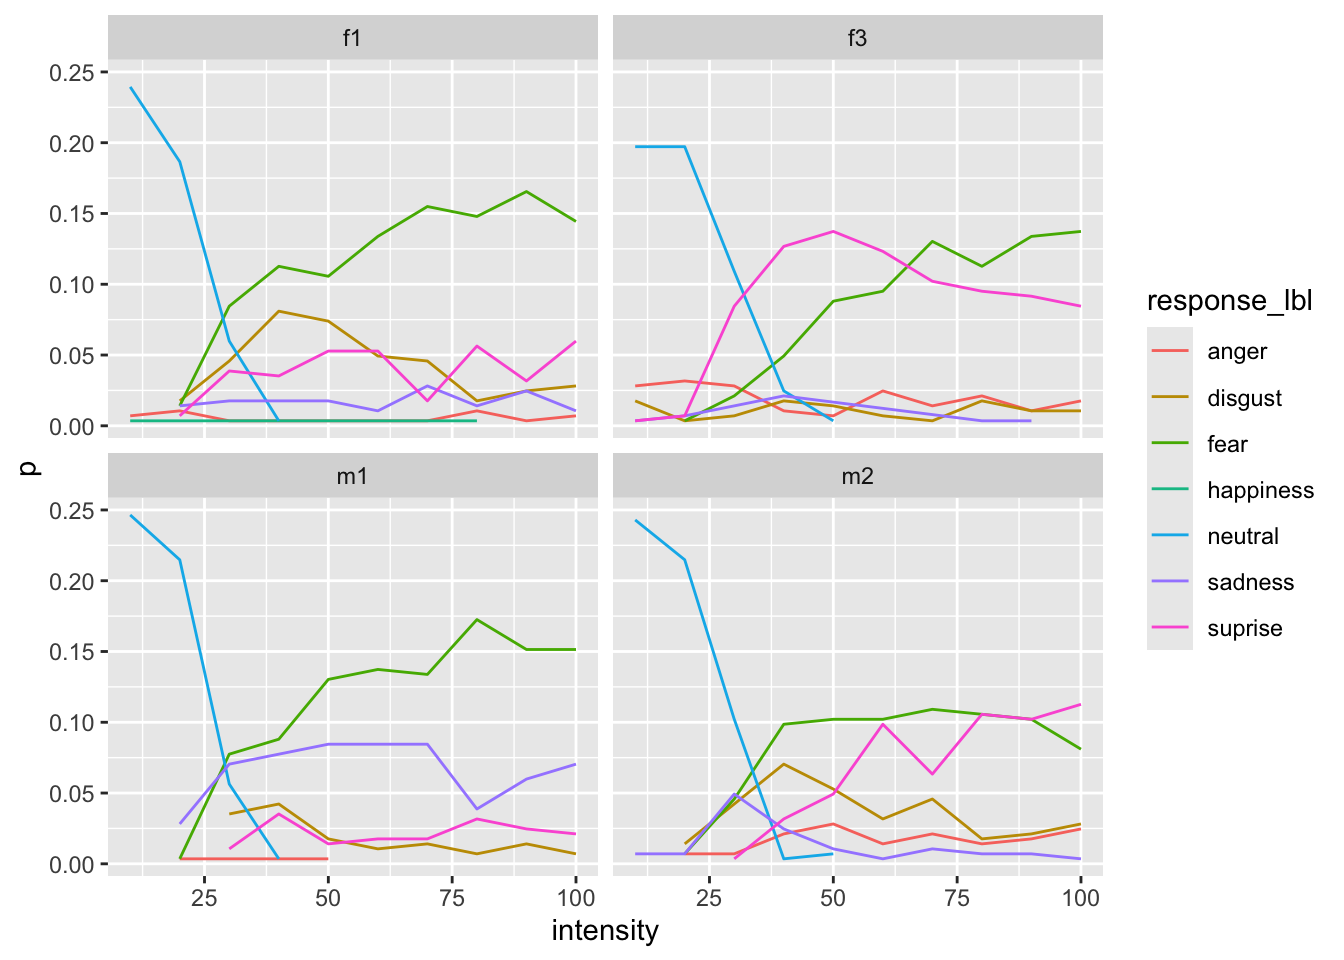 f1
f3
0.25
0.20
0.15
0.10
0.05
0.00
m1
m2
0.25
0.20
0.15
0.10
0.05
0.00
25
50
75
100
25
50
75
100
intensity
p
response_lbl
anger
disgust
fear
happiness
neutral
sadness
suprise